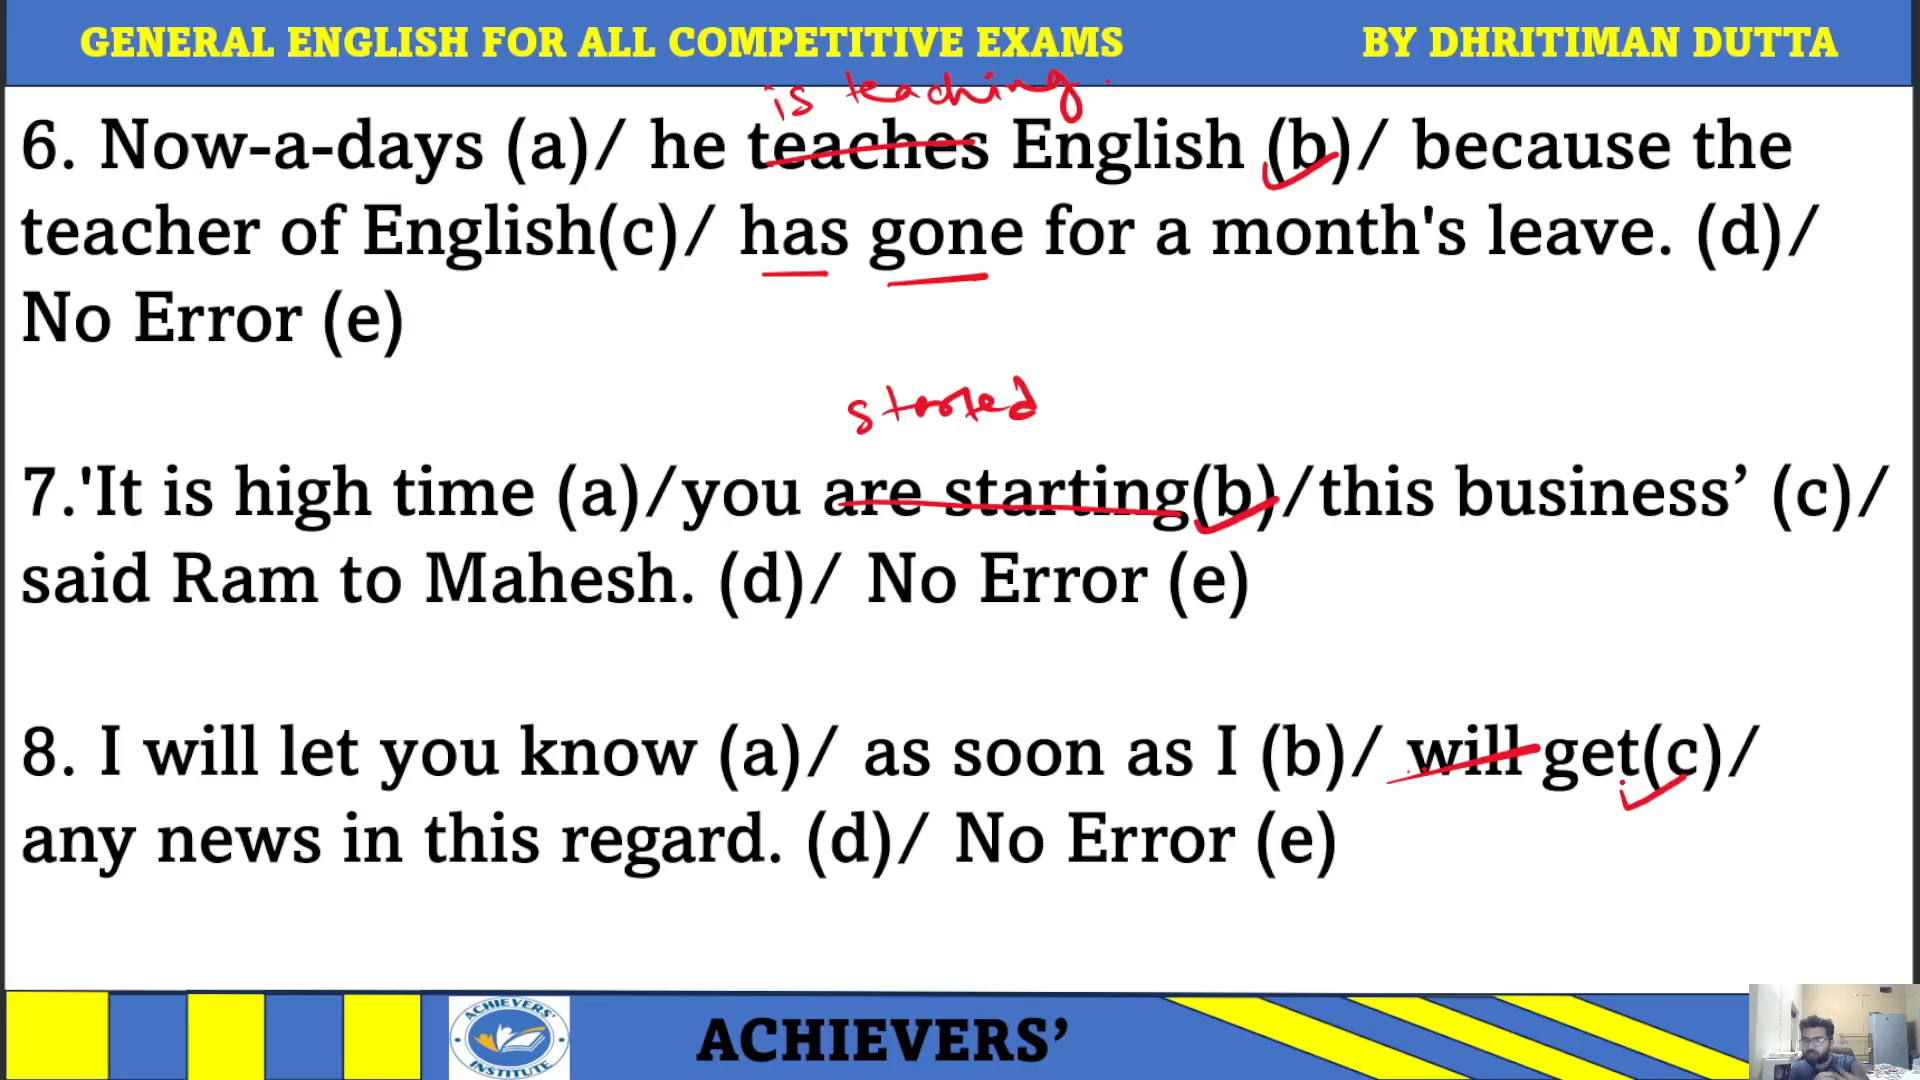 GENERAL ENGLISH FOR ALL COMPETITIVE EXAMS BY DHRITIMAN DUTTA
is teaching
6. Now-a-days (a)/ he teaches English (b)/ because the
teacher of English(c)/ has gone for a month's leave. (d)/
No Error (e)
started
7.'It is high time (a)/you are starting(b)/this business’ (c)/
said Ram to Mahesh. (d)/ No Error (e)
8. I will let you know (a)/ as soon as I (b)/ will get(c)/
any news in this regard. (d)/ No Error (e)
ACHIEVERS'
INSTITUTE
ACHIEVERS’